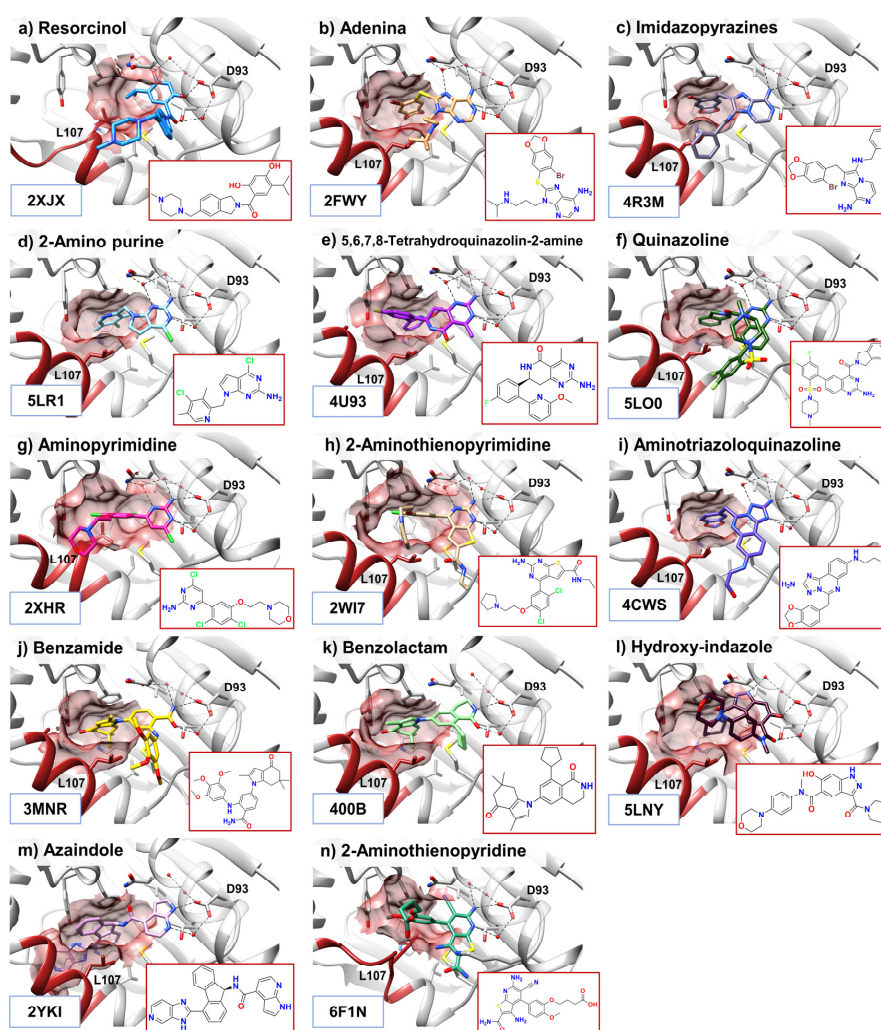 a) Resorcinol
D93
L107
2XJX
b) Adenina
D93
L107
2FWY
c) Imidazopyrazines
D93
L107
4R3M
d) 2-Amino purine
D93
L107
5LR1
e) 5,6,7,8-Tetrahydroquinazolin-2-amine
D93
L107
4U93
f) Quinazoline
D93
L107
5LO0
g) Aminopyrimidine
D93
L107
2XHR
h) 2-Aminothienopyrimidine
D93
L107
2WI7
i) Aminotriazoloquinazoline
D93
L107
4CWS
j) Benzamide
D93
L107
3MNR
k) Benzolactam
D93
L107
400B
l) Hydroxy-indazole
D93
L107
5LNY
m) Azaindole
D93
L107
2YKI
n) 2-Aminothienopyridine
D93
L107
6F1N